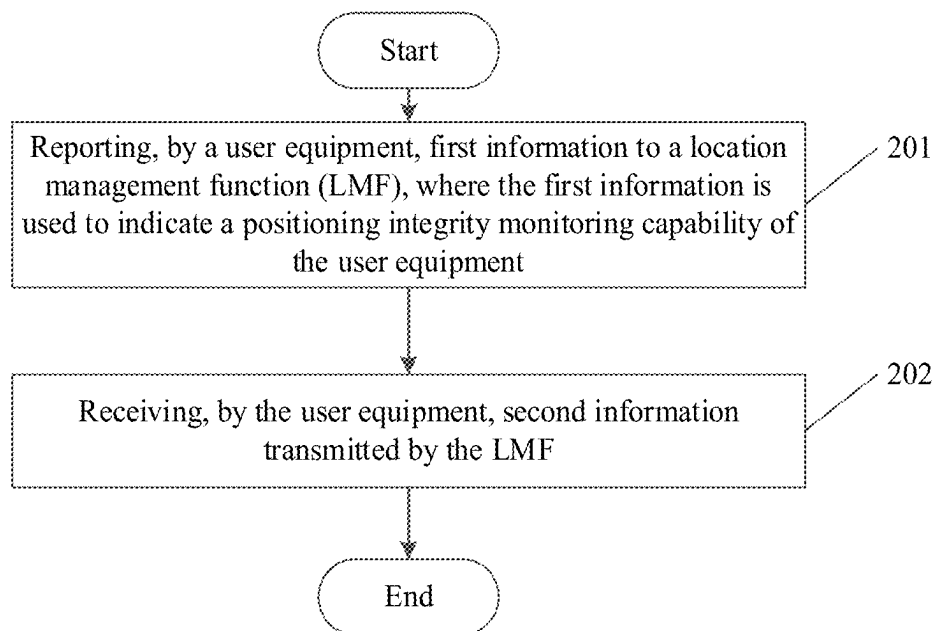 Start
Reporting, by a user equipment, first information to a location
management function (LMF), where the first information is
used to indicate a positioning integrity monitoring capability of
the user equipment
201
Receiving, by the user equipment, second information
transmitted by the LMF
202
End